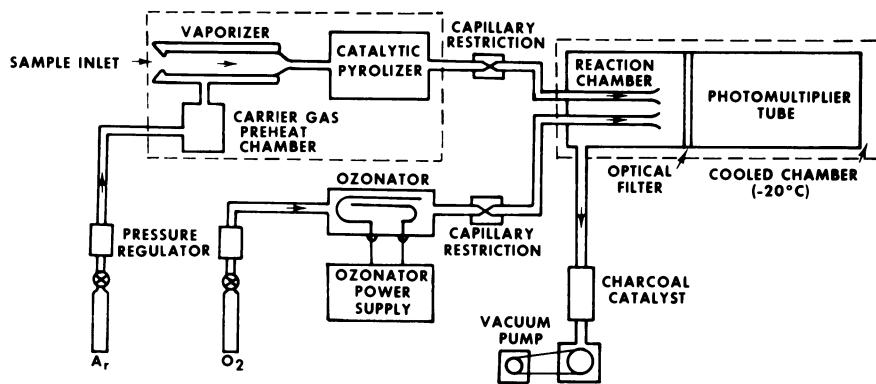 VAPORIZER
SAMPLE INLET
CATALYTIC
PYROLIZER
CAPILLARY
RESTRICTION
CARRIER GAS
PREHEAT
CHAMBER
REACTION
CHAMBER
PHOTOMULTIPLIER
TUBE
OPTICAL
FILTER
COOLED CHAMBER
(-20°C)
OZONATOR
CAPILLARY
RESTRICTION
PRESSURE
REGULATOR
OZONATOR
POWER
SUPPLY
CHARCOAL
CATALYST
VACUUM
PUMP
Ar
O2